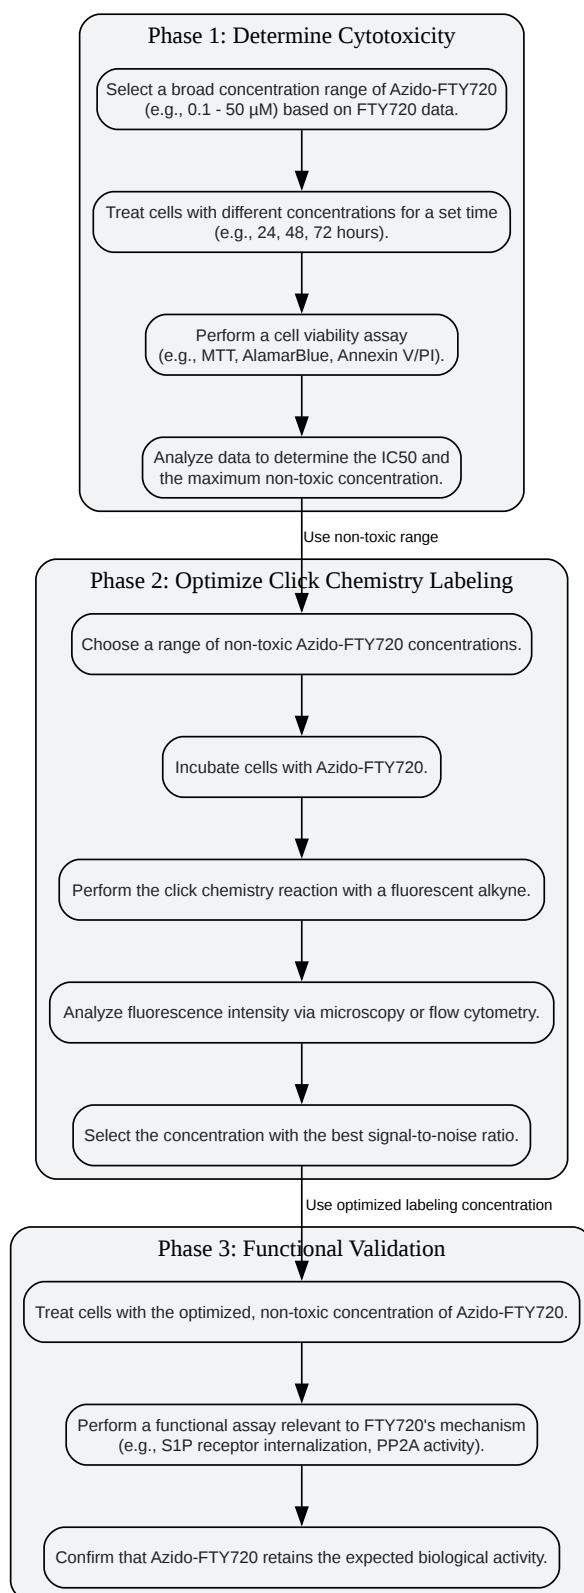 Phase 1: Determine Cytotoxicity
Select a broad concentration range of Azido-FTY720
(e.g., 0.1 - 50 µM) based on FTY720 data.
Treat cells with different concentrations for a set time
(e.g., 24, 48, 72 hours).
Perform a cell viability assay
(e.g., MTT, AlamarBlue, Annexin V/PI).
Analyze data to determine the IC50 and
the maximum non-toxic concentration.
Use non-toxic range
Phase 2: Optimize Click Chemistry Labeling
Choose a range of non-toxic Azido-FTY720 concentrations.
Incubate cells with Azido-FTY720.
Perform the click chemistry reaction with a fluorescent alkyne.
Analyze fluorescence intensity via microscopy or flow cytometry.
Select the concentration with the best signal-to-noise ratio.
Use optimized labeling concentration
Phase 3: Functional Validation
Treat cells with the optimized, non-toxic concentration of Azido-FTY720.
Perform a functional assay relevant to FTY720's mechanism
(e.g., S1P receptor internalization, PP2A activity).
Confirm that Azido-FTY720 retains the expected biological activity.